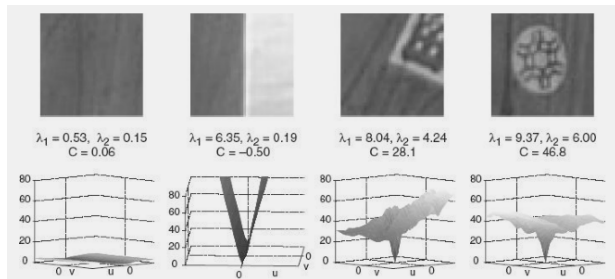 λ1 = 0.53, λ2 = 0.15
C = 0.06
λ1 = 6.35, λ2 = 0.19
C = –0.50
λ1 = 8.04, λ2 = 4.24
C = 28.1
λ1 = 9.37, λ2 = 6.00
C = 46.8
80
60
40
20
0
0 v u 0
80
60
40
20
0
0 u v 0
80
60
40
20
0
0 v u 0
80
60
40
20
0
0 v u 0